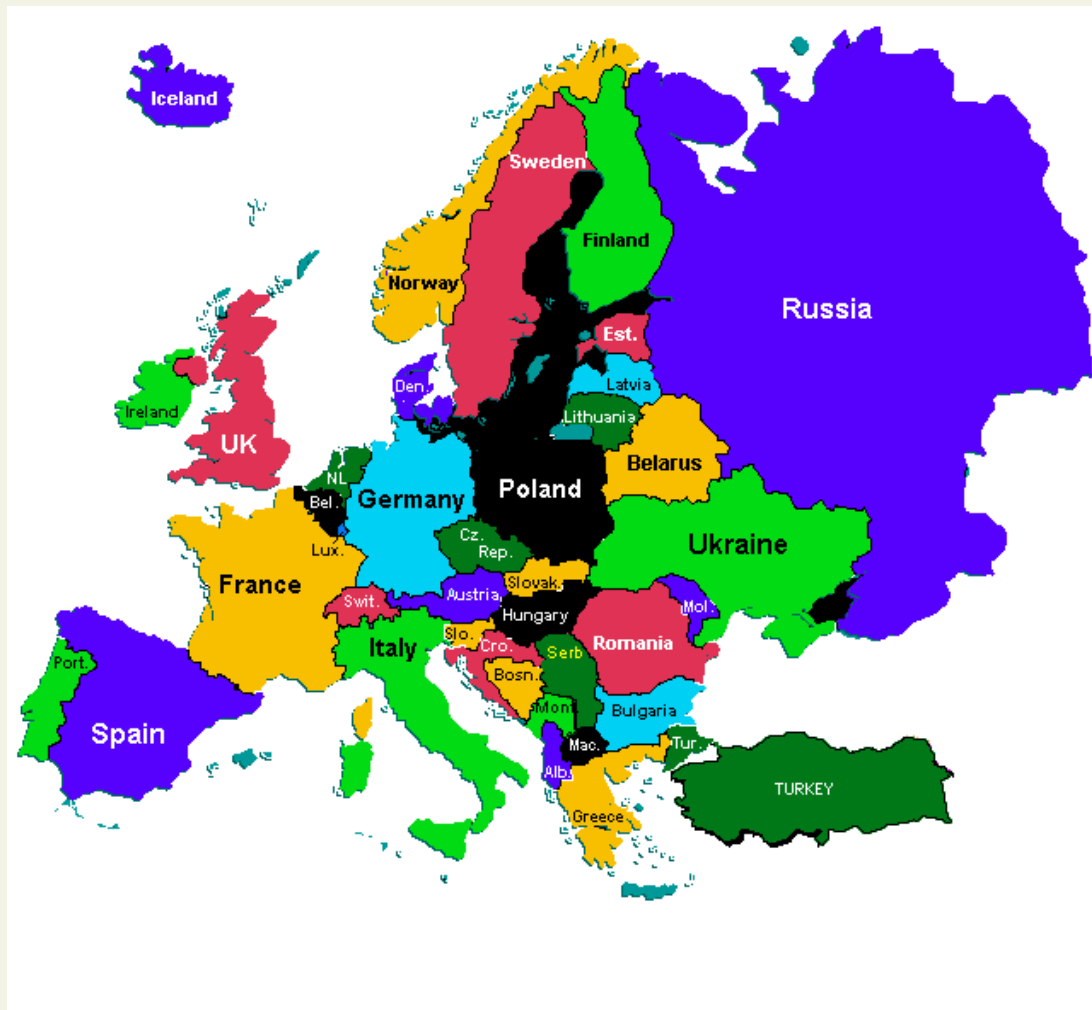 Iceland
Sweden
Finland
Norway
Russia
Est.
Den.
Latvia
Ireland
Lithuania
UK
Belarus
NL
Germany
Poland
Bel.
Cz.
Rep.
Ukraine
Lux.
France
Slovak.
Austria
Swit.
Mol.
Hungary
Slo.
Italy
Cro.
Romania
Serb
Port.
Bosn.
Mont
Bulgaria
Spain
Mac.
Tur.
Alb.
TURKEY
Greece